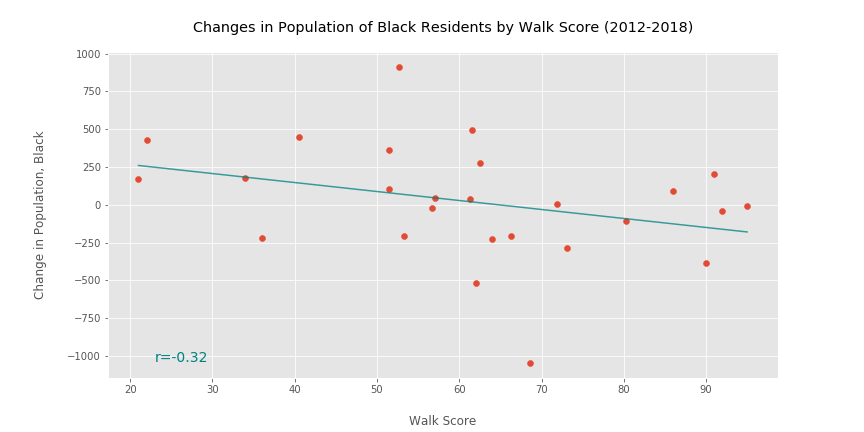 Changes in Population of Black Residents by Walk Score (2012-2018)
Change in Population, Black
1000
750
500
250
0
−250
−500
−750
−1000
r=-0.32
20 30 40 50 60 70 80 90
Walk Score